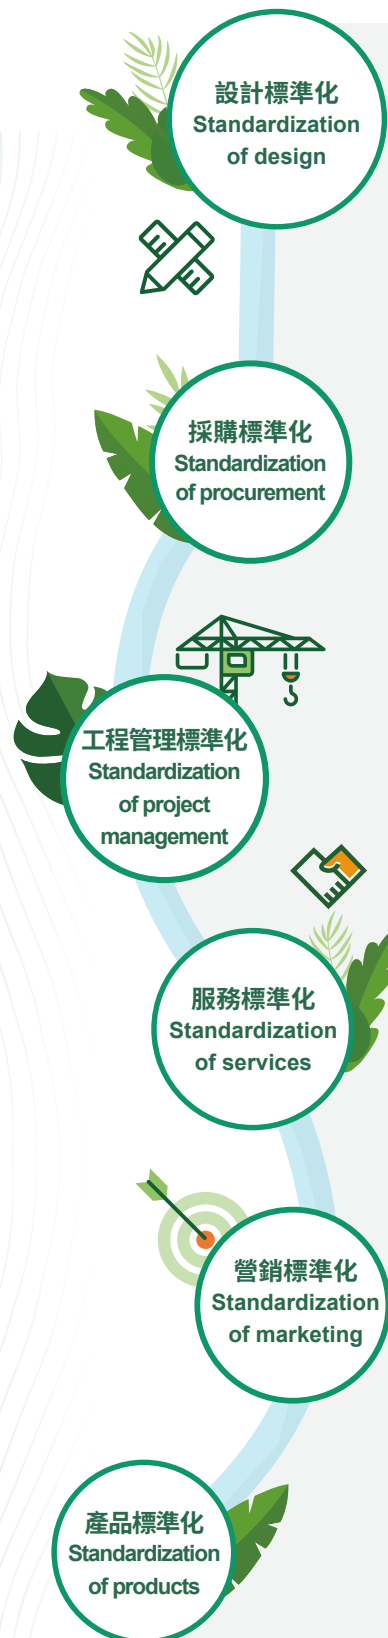 設計標準化
Standardization
of design
採購標準化
Standardization
of procurement
工程管理標準化
Standardization
of project
management
服務標準化
Standardization
of services
營銷標準化
Standardization
of marketing
產品標準化
Standardization
of products